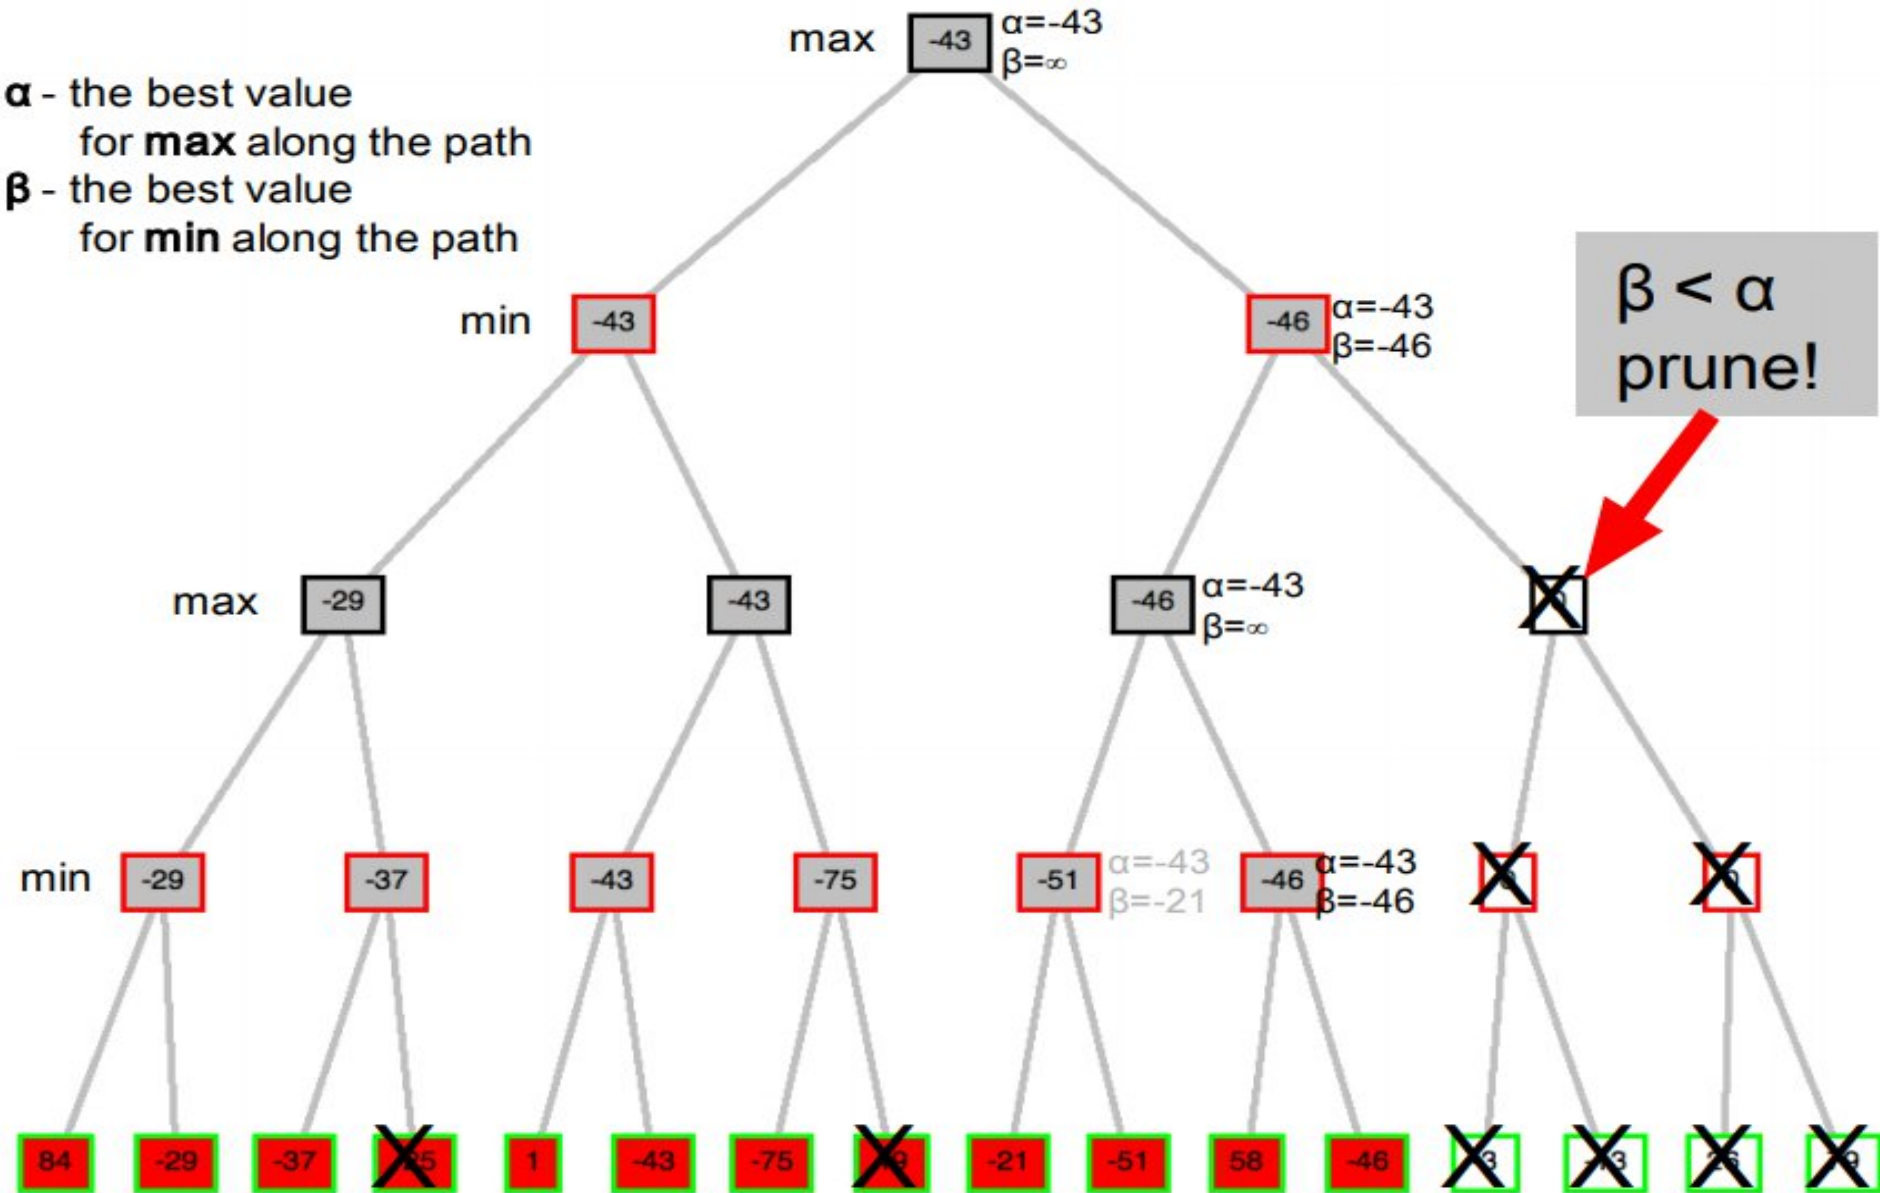 max
-43
α=-43
β=∞
α - the best value
for max along the path
β - the best value
for min along the path
min
-43
-46
α=-43
β=-46
β < α
prune!
max
-29
-43
-46
α=-43
β=∞
min
-29
-37
-43
-75
-51
α=-43
β=-21
-46
α=-43
β=-46
84
-29
-37
1
-43
-75
-21
-51
58
-46